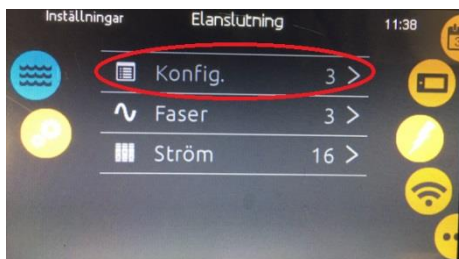 Inställningar Elanslutning 11:38
Konfig. 3 >
Faser 3 >
Ström 16 >